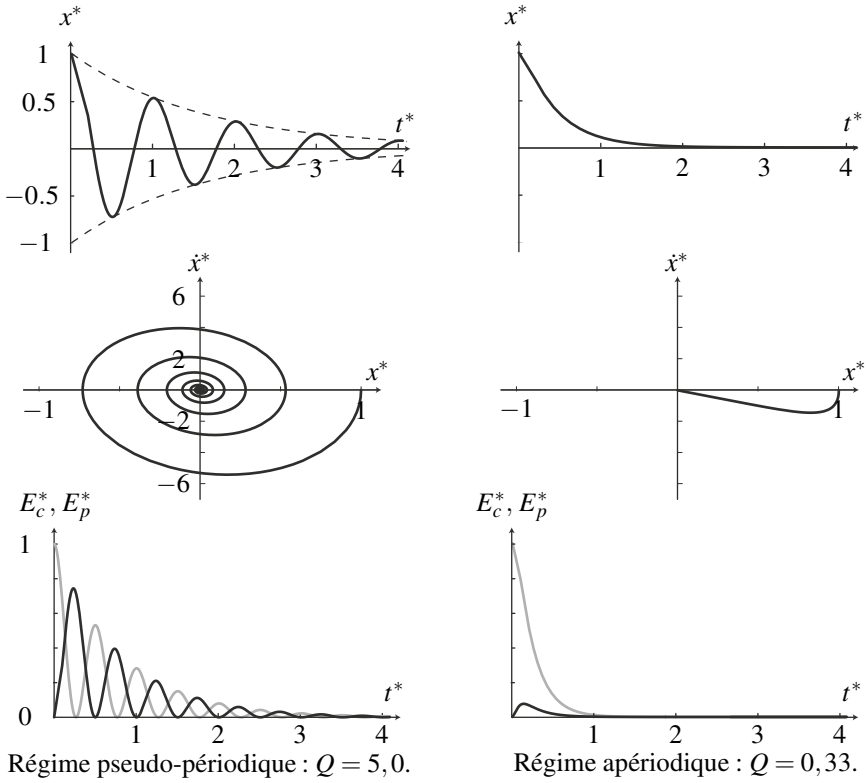 x* x*
1
0.5
t* t*
1 2 3 4 1 2 3 4
−0.5
−1
ẋ* ẋ*
6
2
x* x*
−1 1 −1 1
−2
−6
E*c, E*p E*c, E*p
1
t* t*
0 1 2 3 4 1 2 3 4
Régime pseudo-périodique : Q = 5,0. Régime apériodique : Q = 0,33.